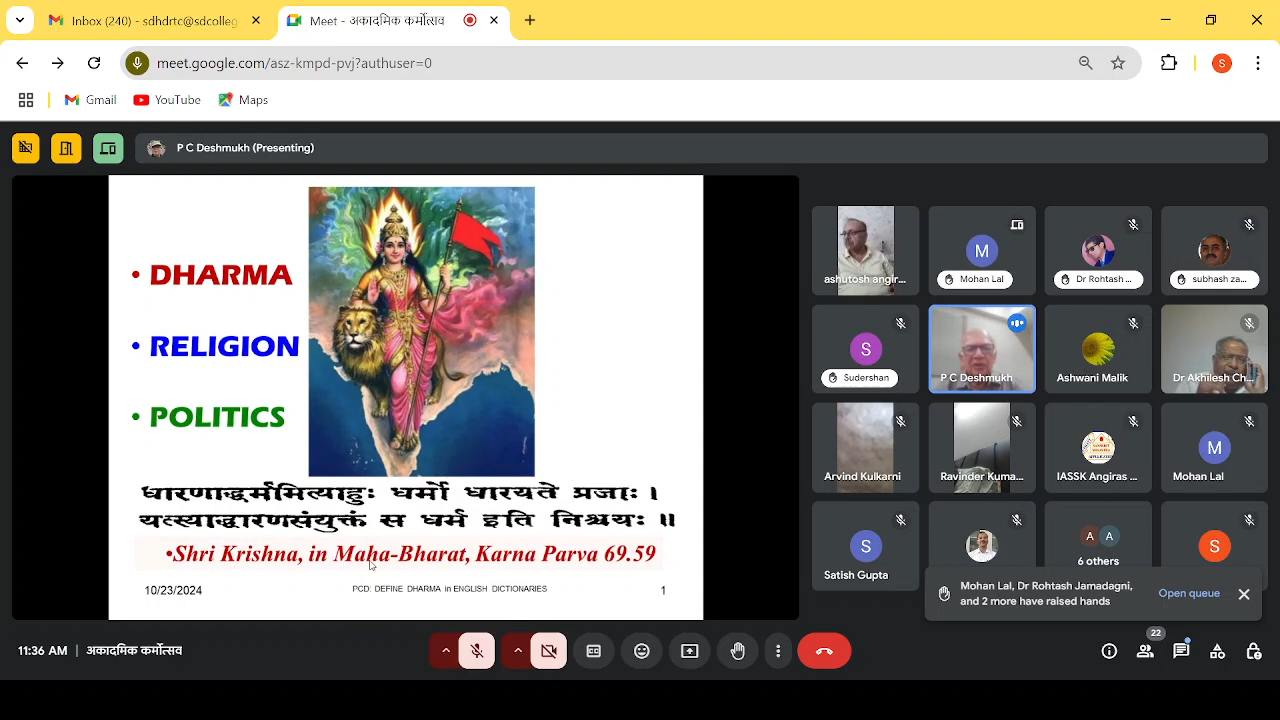 Inbox (240) - sdhdrtc@sdcolleg
Meet - अकादमिक कर्मोत्सव
meet.google.com/asz-kmpd-pvj?authuser=0
S
Gmail
YouTube
Maps
P C Deshmukh (Presenting)
• DHARMA
• RELIGION
• POLITICS
धारणाद्धर्ममित्याहुः धर्मो धारयते प्रजाः ।
यत्स्याद्धारणसंयुक्तं स धर्म इति निश्चयः ॥
•Shri Krishna, in Maha-Bharat, Karna Parva 69.59
10/23/2024
PCD: DEFINE DHARMA in ENGLISH DICTIONARIES
1
ashutosh angir...
M
Mohan Lal
Dr Rohtash ...
subhash za...
S
Sudershan
P C Deshmukh
Ashwani Malik
Dr Akhilesh Ch...
Arvind Kulkarni
Ravinder Kuma...
IASSK Angiras ...
M
Mohan Lal
S
Satish Gupta
A A
6 others
S
Mohan Lal, Dr Rohtash Jamadagni,
and 2 more have raised hands
Open queue
11:36 AM | अकादमिक कर्मोत्सव
22